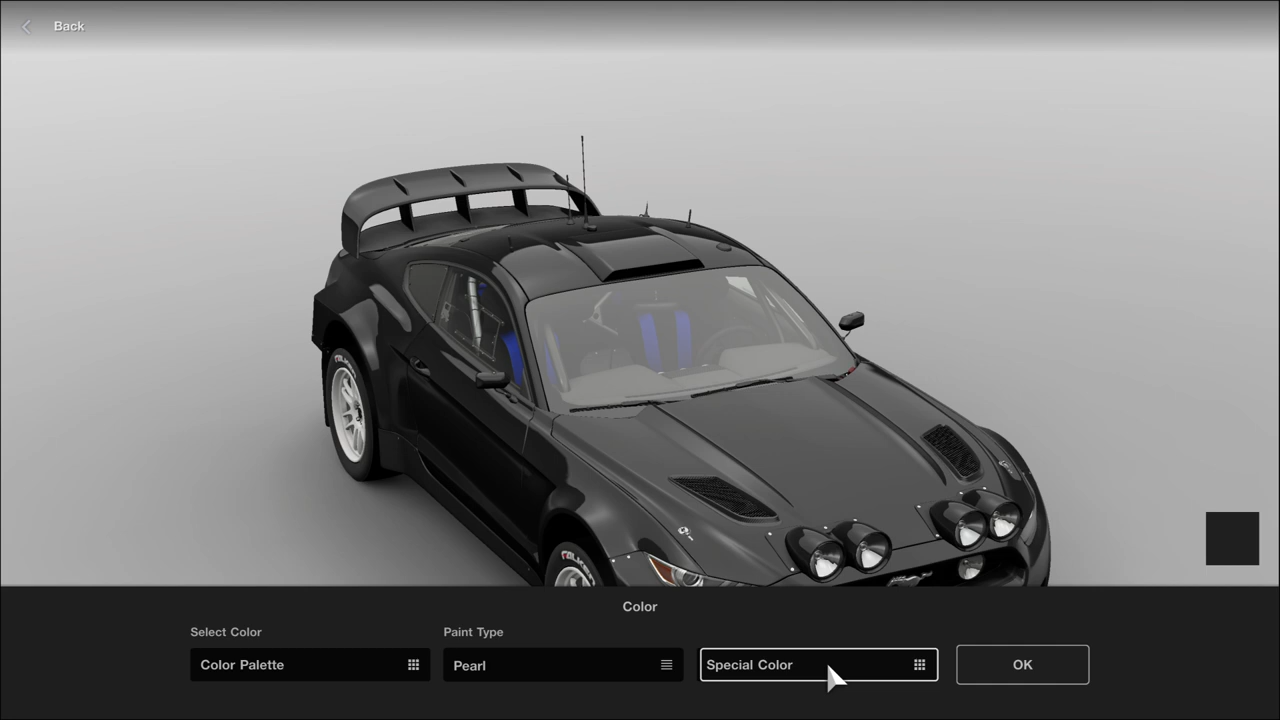 Back
Color
Select Color
Paint Type
Color Palette
Pearl
Special Color
OK